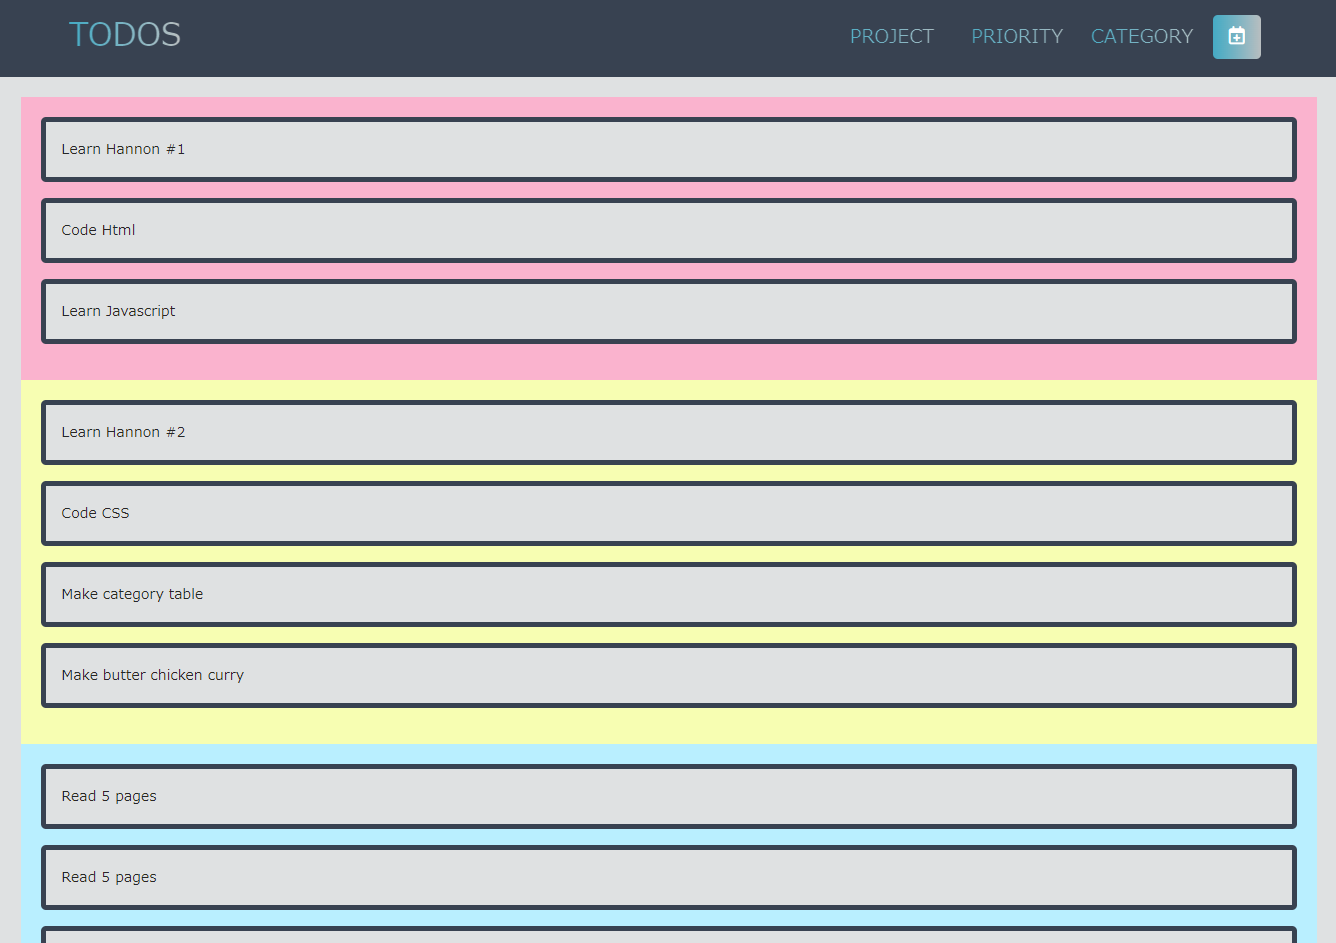 TODOS
PROJECT PRIORITY CATEGORY
Learn Hannon #1
Code Html
Learn Javascript
Learn Hannon #2
Code CSS
Make category table
Make butter chicken curry
Read 5 pages
Read 5 pages